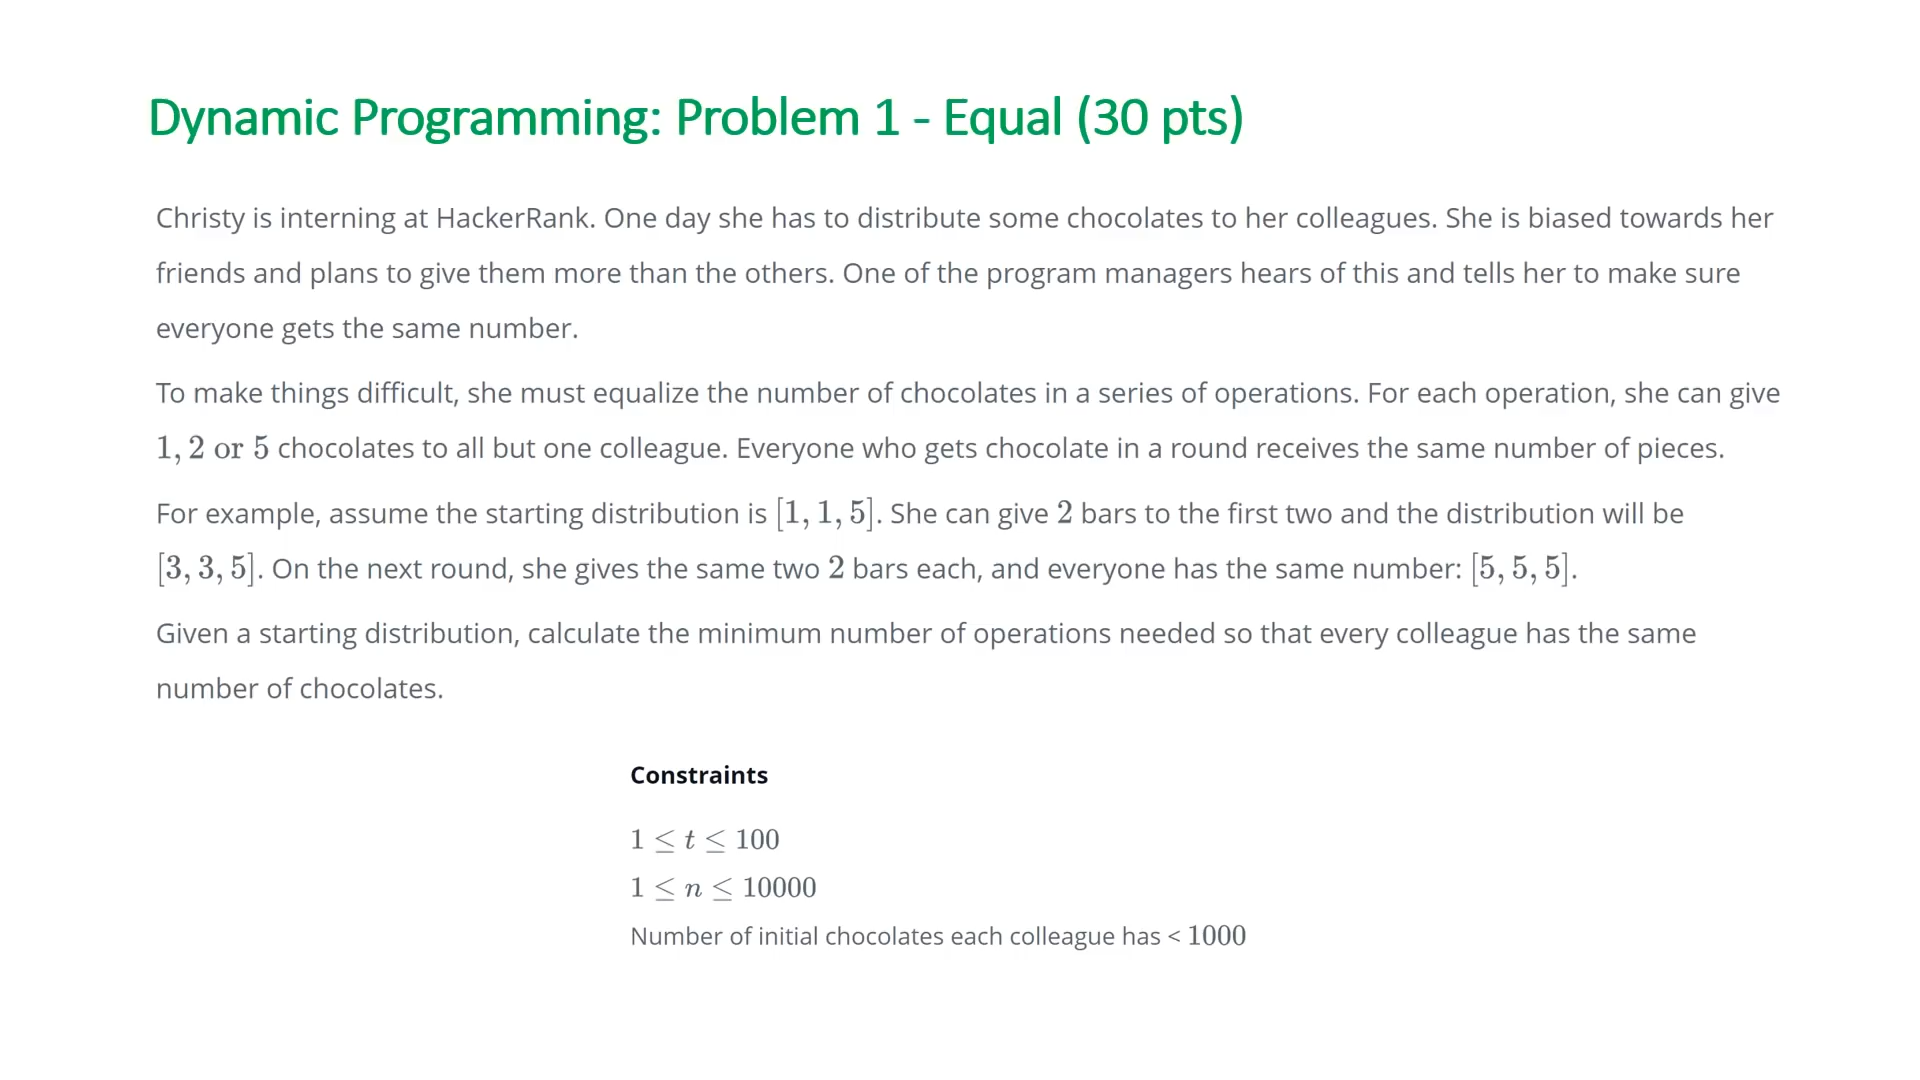 Dynamic Programming: Problem 1 - Equal (30 pts)
Christy is interning at HackerRank. One day she has to distribute some chocolates to her colleagues. She is biased towards her
friends and plans to give them more than the others. One of the program managers hears of this and tells her to make sure
everyone gets the same number.
To make things difficult, she must equalize the number of chocolates in a series of operations. For each operation, she can give
1, 2 or 5 chocolates to all but one colleague. Everyone who gets chocolate in a round receives the same number of pieces.
For example, assume the starting distribution is [1, 1, 5]. She can give 2 bars to the first two and the distribution will be
[3, 3, 5]. On the next round, she gives the same two 2 bars each, and everyone has the same number: [5, 5, 5].
Given a starting distribution, calculate the minimum number of operations needed so that every colleague has the same
number of chocolates.
Constraints
1 ≤ t ≤ 100
1 ≤ n ≤ 10000
Number of initial chocolates each colleague has < 1000